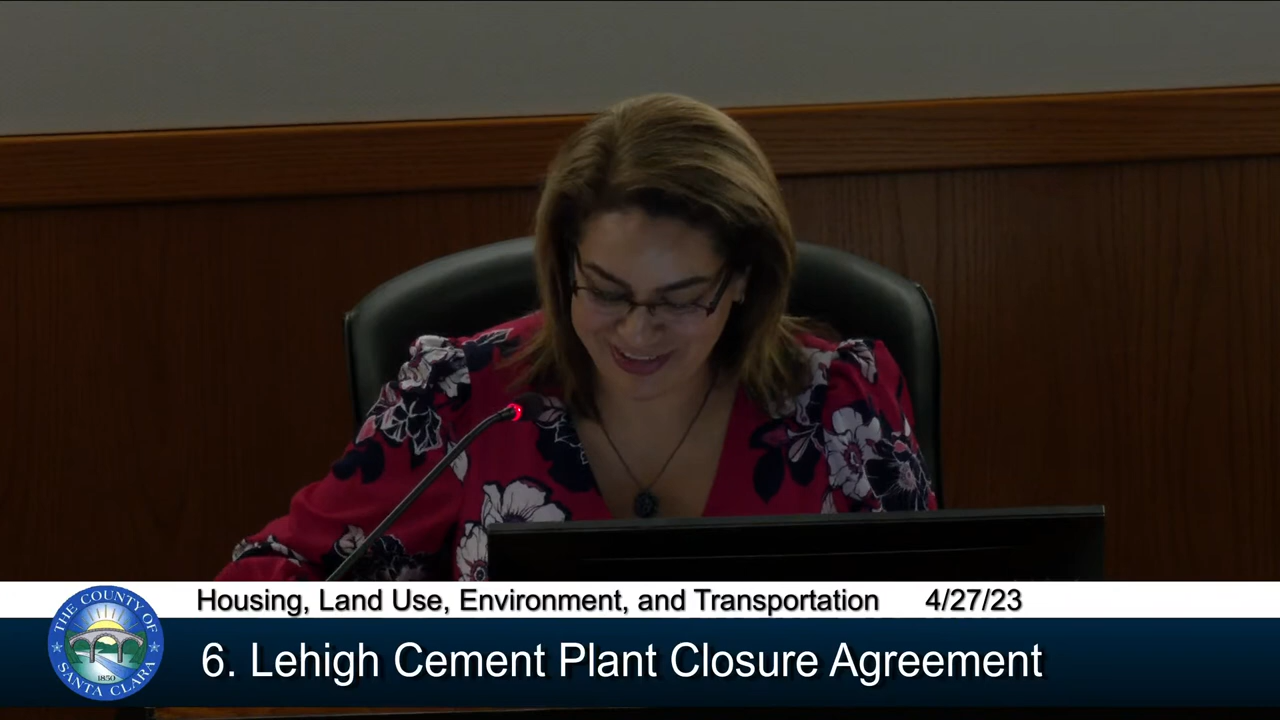 Housing, Land Use, Environment, and Transportation 4/27/23
THE COUNTY OF
SANTA CLARA
1850
6. Lehigh Cement Plant Closure Agreement